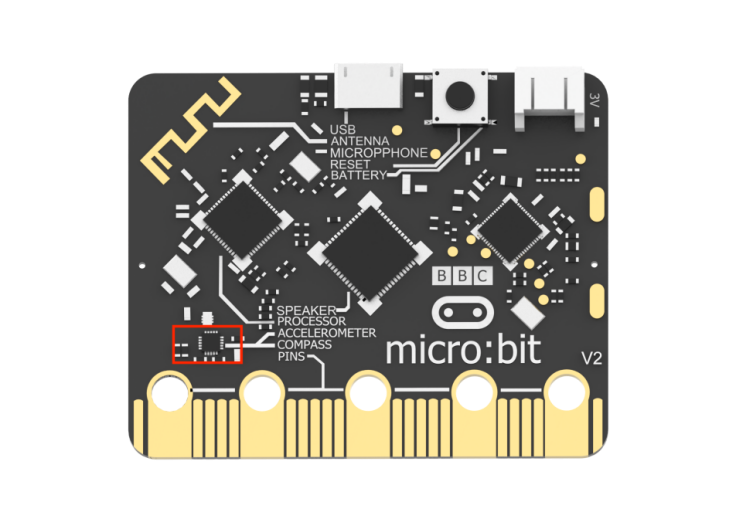 3V
USB
ANTENNA
MICROPPHONE
RESET
BATTERY
BBC
SPEAKER
PROCESSOR
ACCELEROMETER
COMPASS
PINS
micro:bit
V2